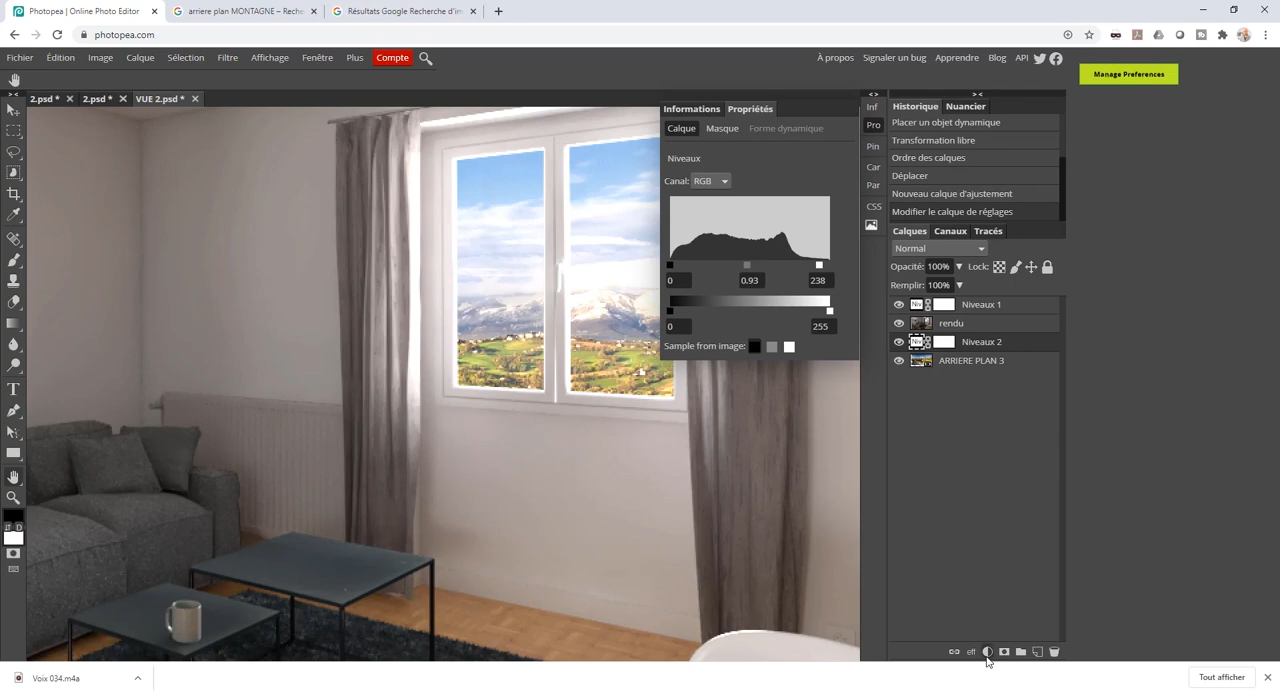 Photopea | Online Photo Editor
arriere plan MONTAGNE – Reche
Résultats Google Recherche d'im
photopea.com
Fichier Édition Image Calque Sélection Filtre Affichage Fenêtre Plus Compte
À propos Signaler un bug Apprendre Blog API
Manage Preferences
2.psd * 2.psd * VUE 2.psd *
Informations Propriétés
Calque Masque Forme dynamique
Niveaux
Canal: RGB
0 0.93 238
0 255
Sample from image:
Inf
Pro
Pin
Car
Par
CSS
Historique Nuancier
Placer un objet dynamique
Transformation libre
Ordre des calques
Déplacer
Nouveau calque d'ajustement
Modifier le calque de réglages
Calques Canaux Tracés
Normal
Opacité: 100% Lock:
Remplir: 100%
Niv Niveaux 1
rendu
Niv Niveaux 2
ARRIERE PLAN 3
eff
D
Voix 034.m4a
Tout afficher